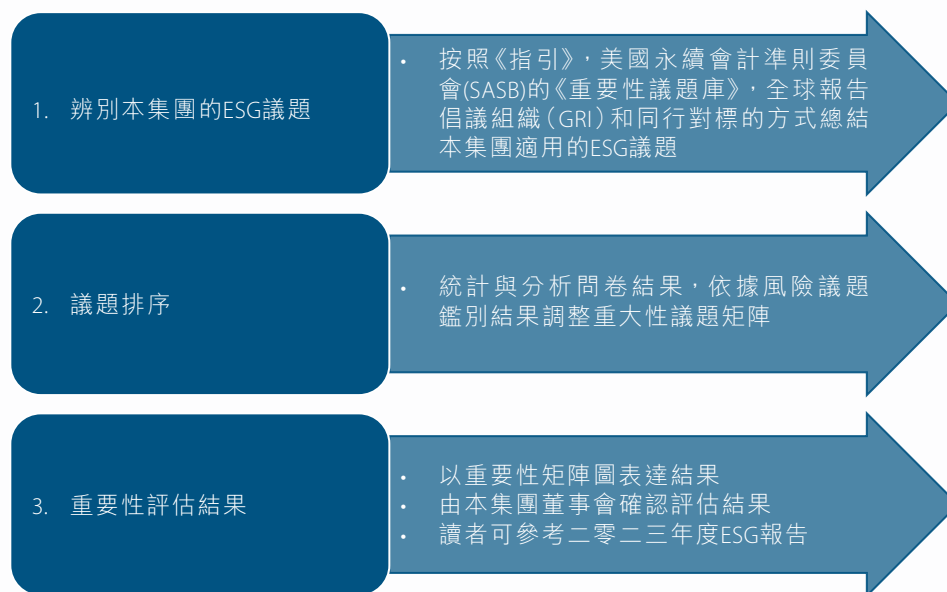 1. 辨別本集團的ESG議題
• 按照《指引》，美國永續會計準則委員
會(SASB)的《重要性議題庫》，全球報告
倡議組織（GRI）和同行對標的方式總結
本集團適用的ESG議題
2. 議題排序
• 統計與分析問卷結果，依據風險議題
鑑別結果調整重大性議題矩陣
3. 重要性評估結果
• 以重要性矩陣圖表達結果
• 由本集團董事會確認評估結果
• 讀者可參考二零二三年度ESG報告